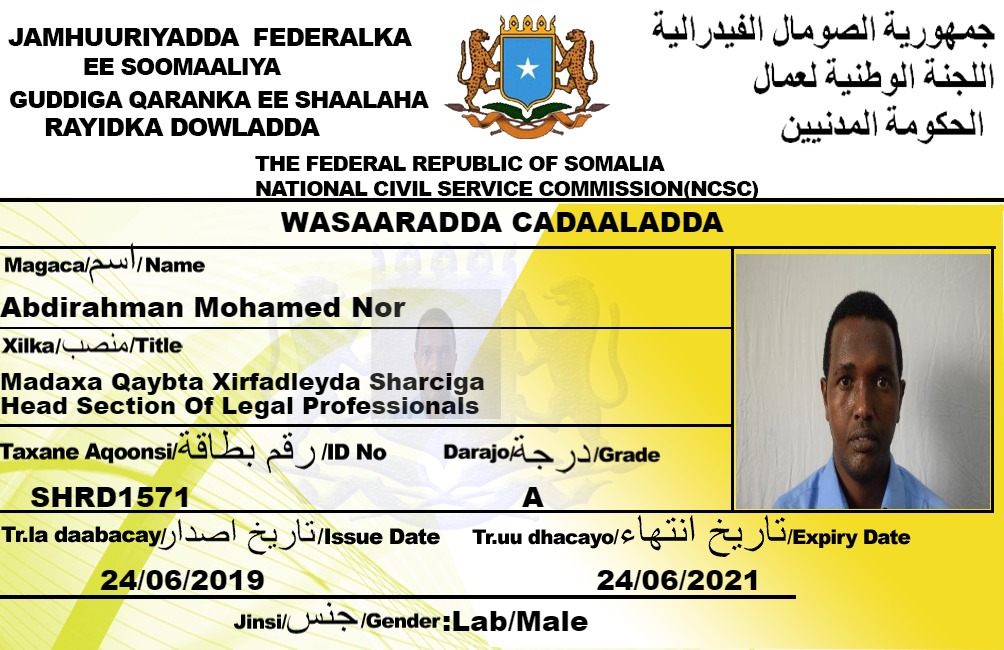 JAMHUURIYADDA FEDERALKA
EE SOOMAALIYA
GUDDIGA QARANKA EE SHAALAHA
RAYIDKA DOWLADDA
جمهورية الصومال الفيدرالية
اللجنة الوطنية لعمال
الحكومة المدنيين
THE FEDERAL REPUBLIC OF SOMALIA
NATIONAL CIVIL SERVICE COMMISSION(NCSC)
WASAARADDA CADAALADDA
Magaca/اسم/Name
Abdirahman Mohamed Nor
Xilka/منصب/Title
Madaxa Qaybta Xirfadleyda Sharciga
Head Section Of Legal Professionals
Taxane Aqoonsi/رقم بطاقة/ID No
SHRD1571
Darajo/درجة/Grade
A
Tr.la daabacay/تاريخ اصدار/Issue Date
24/06/2019
Tr.uu dhacayo/تاريخ انتهاء/Expiry Date
24/06/2021
Jinsi/جنس/Gender:Lab/Male